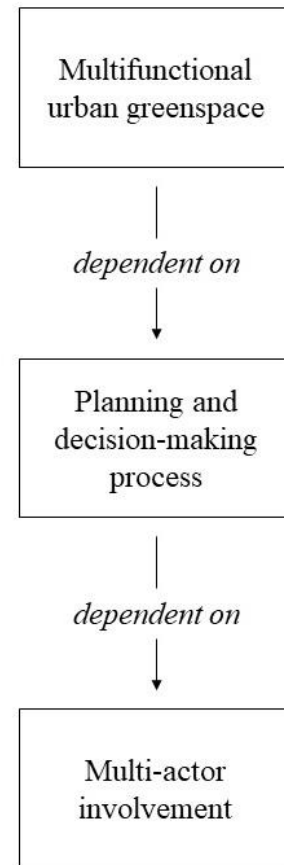 Multifunctional
urban greenspace
dependent on
Planning and
decision-making
process
dependent on
Multi-actor
involvement